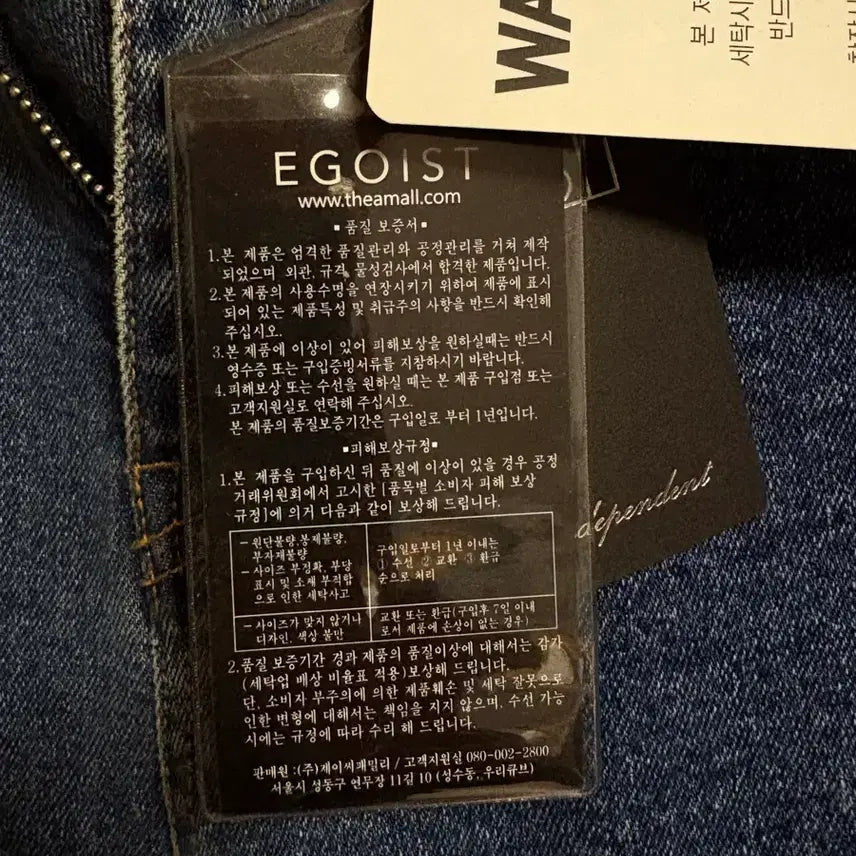 WA
본
세탁시
반드
EGOIST
www.theamall.com
▪품질 보증서▪
1.본 제품은 엄격한 품질관리와 공정관리를 거쳐 제작
되었으며 외관, 규격, 물성검사에서 합격한 제품입니다.
2.본 제품의 사용수명을 연장시키기 위하여 제품에 표시
되어 있는 제품특성 및 취급주의 사항을 반드시 확인해
주십시오.
3.본 제품에 이상이 있어 피해보상을 원하실때는 반드시
영수증 또는 구입증빙서류를 지참하시기 바랍니다.
4.피해보상 또는 수선을 원하실 때는 본 제품 구입점 또는
고객지원실로 연락해 주십시오.
본 제품의 품질보증기간은 구입일로 부터 1년입니다.
▪피해보상규정▪
1.본 제품을 구입하신 뒤 품질에 이상이 있을 경우 공정
거래위원회에서 고시한 [품목별 소비자 피해 보상
규정]에 의거 다음과 같이 보상해 드립니다.
- 원단불량,봉제불량,
부자재불량
- 사이즈 부정확, 부당
표시 및 소재 부적합
으로 인한 세탁사고
구입일로부터 1년 이내는
① 수선 ② 교환 ③ 환급
순으로 처리
- 사이즈가 맞지 않거나
디자인, 색상 불만
교환 또는 환급(구입후 7일 이내
로서 제품에 손상이 없는 경우)
2.품질 보증기간 경과 제품의 품질이상에 대해서는 감가
(세탁업 배상 비율표 적용)보상해 드립니다.
단, 소비자 부주의에 의한 제품훼손 및 세탁 잘못으로
인한 변형에 대해서는 책임을 지지 않으며, 수선 가능
시에는 규정에 따라 수리 해 드립니다.
판매원 :(주)제이씨패밀리 / 고객지원실 080-002-2800
서울시 성동구 연무장 11길 10 (성수동, 우리큐브)
dependent